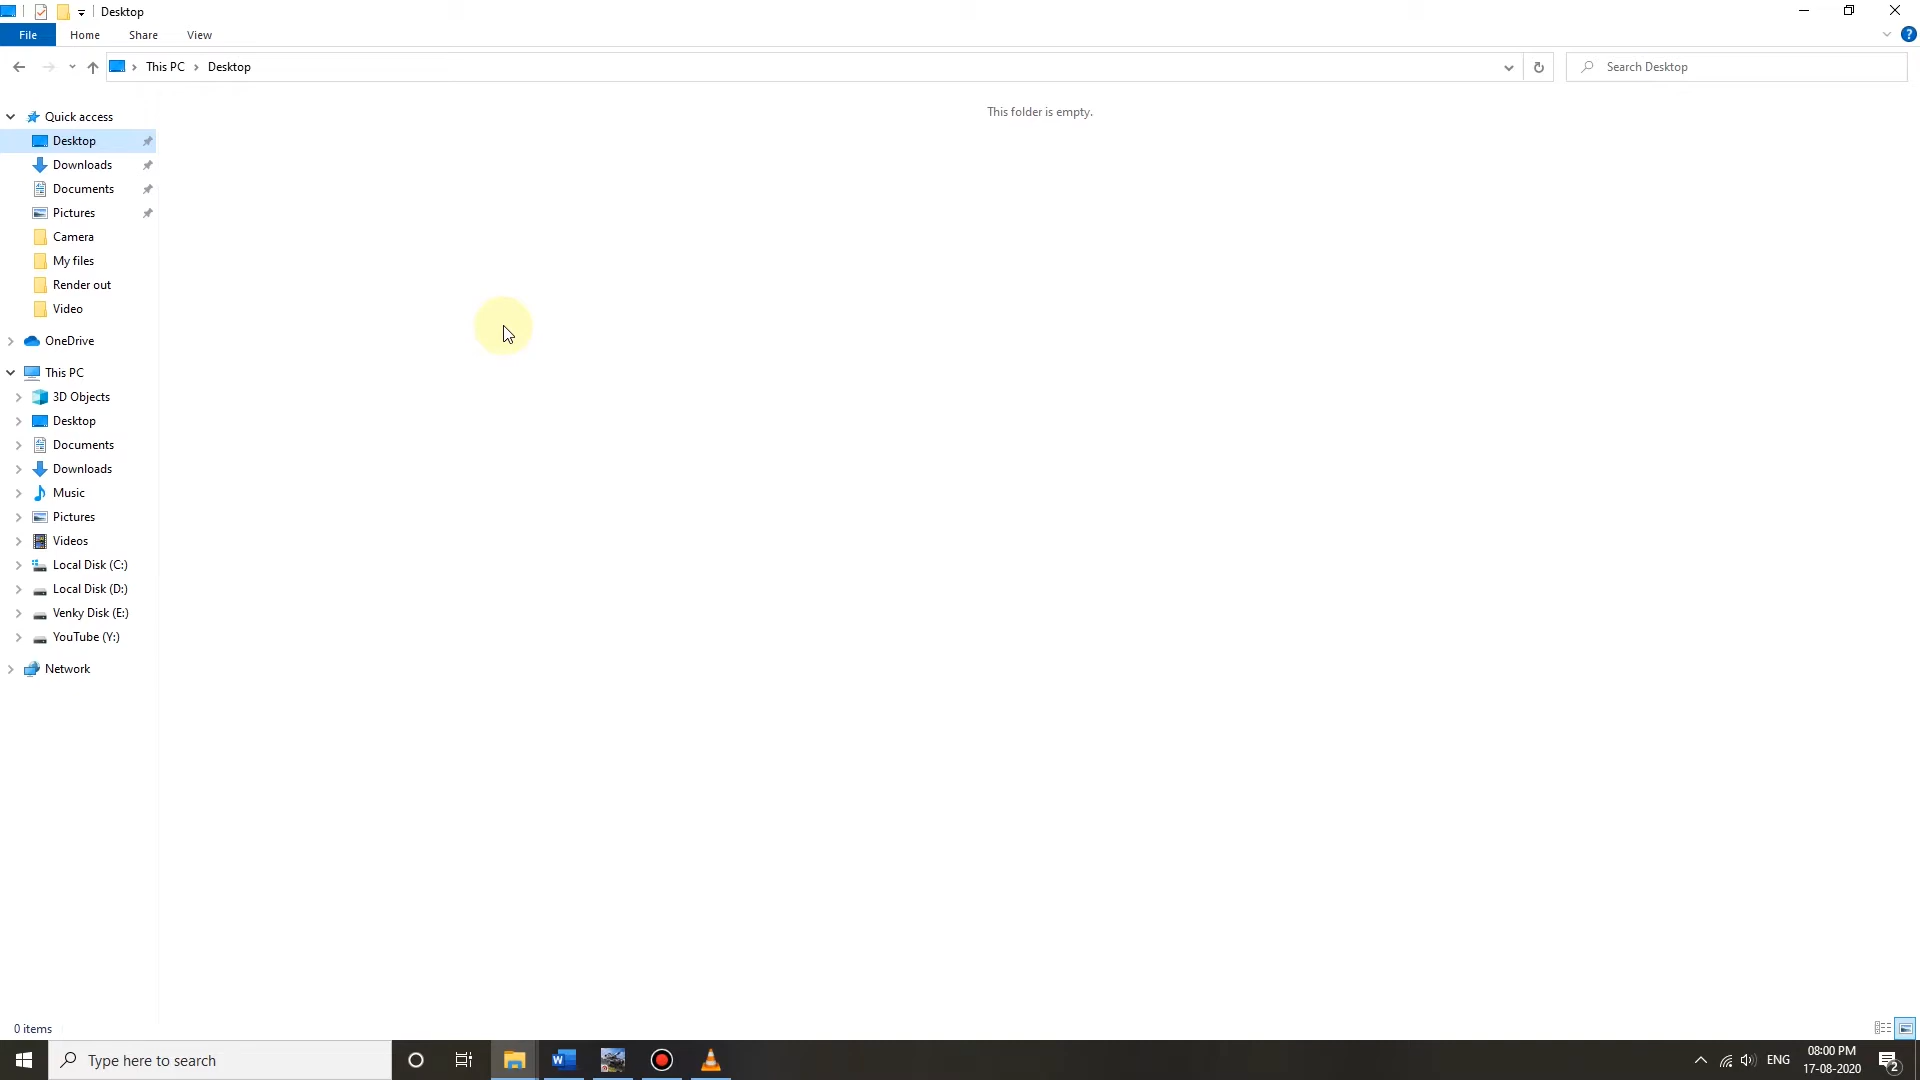 Desktop
File Home Share View
This PC Desktop
Search Desktop
This folder is empty.
Quick access
Desktop
Downloads
Documents
Pictures
Camera
My files
Render out
Video
OneDrive
This PC
3D Objects
Desktop
Documents
Downloads
Music
Pictures
Videos
Local Disk (C:)
Local Disk (D:)
Venky Disk (E:)
YouTube (Y:)
Network
0 items
Type here to search
ENG
08:00 PM
17-08-2020
2